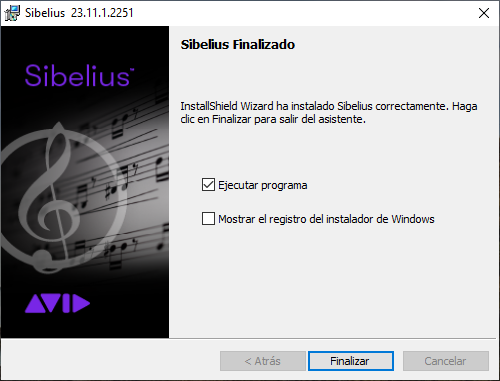 Sibelius 23.11.1.2251
Sibelius™
AVID
Sibelius Finalizado
InstallShield Wizard ha instalado Sibelius correctamente. Haga
clic en Finalizar para salir del asistente.
Ejecutar programa
Mostrar el registro del instalador de Windows
< Atrás
Finalizar
Cancelar